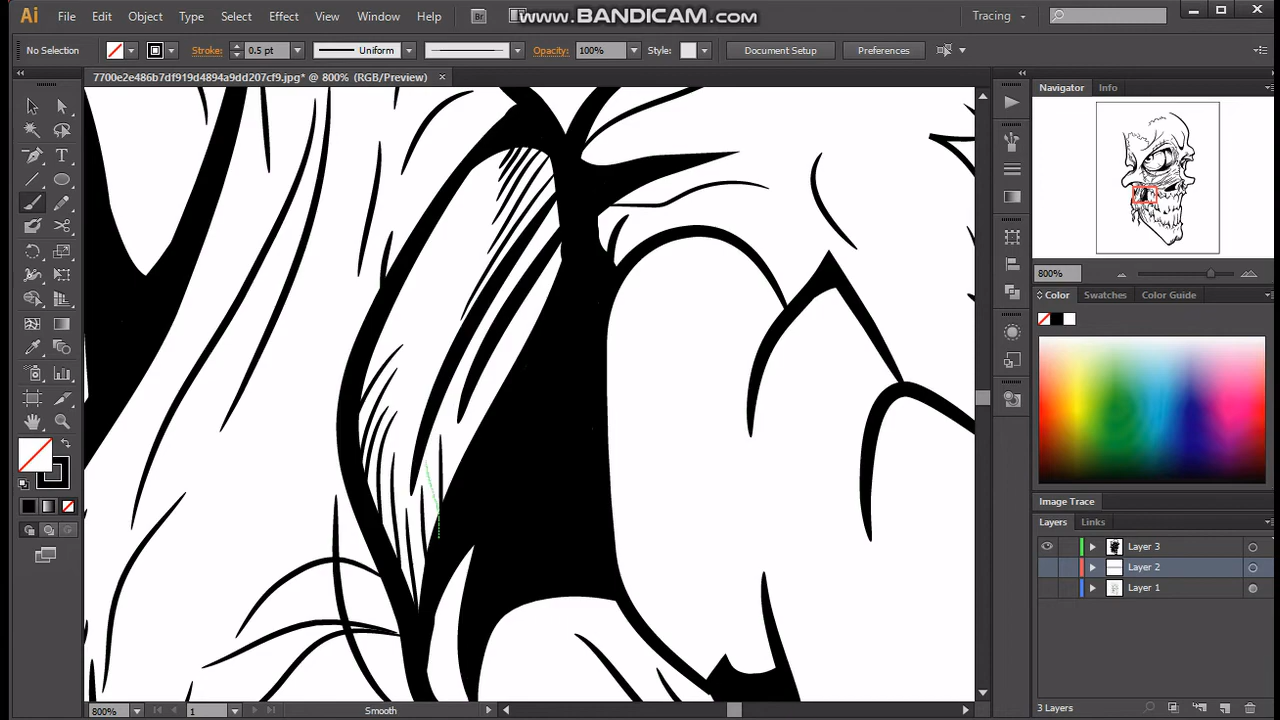 Ai File Edit Object Type Select Effect View Window Help Br www.BANDICAM.com Tracing
No Selection Stroke: 0.5 pt Uniform Opacity: 100% Style: Document Setup Preferences
7700e2e486b7df919d4894a9dd207cf9.jpg* @ 800% (RGB/Preview)
Navigator Info
800%
Color Swatches Color Guide
Image Trace
Layers Links
Layer 3
Layer 2
Layer 1
3 Layers
800% 1 Smooth